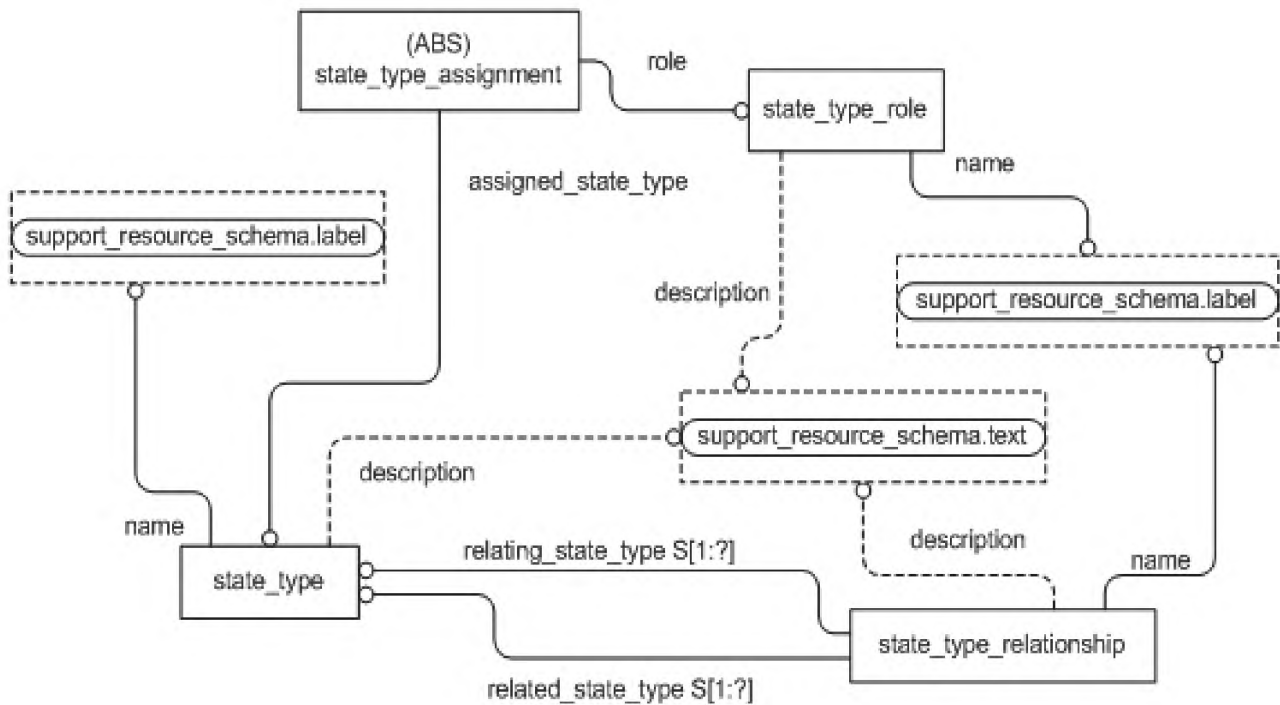 (ABS)
state_type_assignment
role
state_type_role
name
assigned_state_type
support_resource_schema.label
description
support_resource_schema.label
support_resource_schema.text
description
name
relating_state_type S[1:?]
description
name
state_type
state_type_relationship
related_state_type S[1:?]